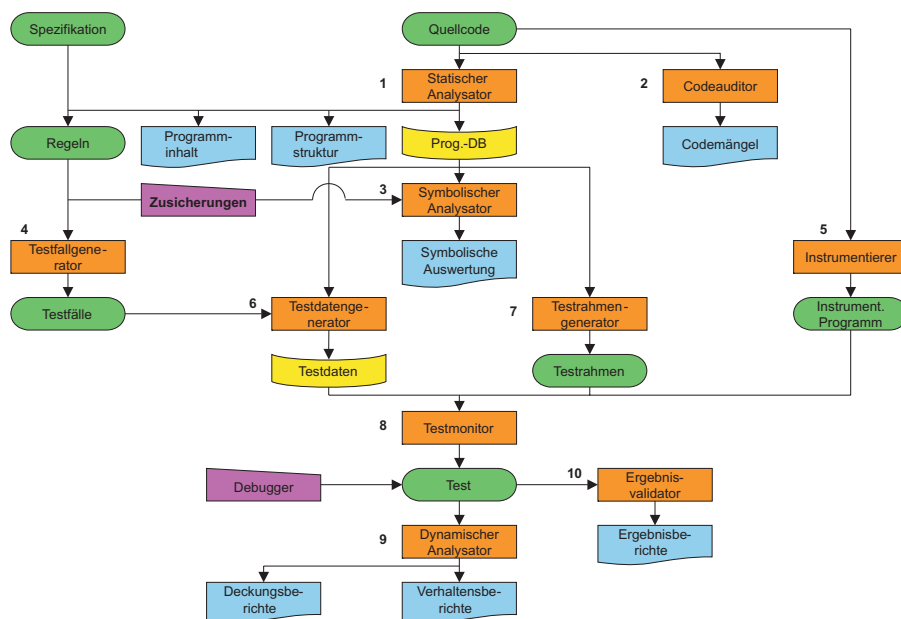 Spezifikation
Quellcode
1
Statischer
Analysator
2
Codeauditor
Regeln
Programm-
inhalt
Programm-
struktur
Prog.-DB
Codemängel
Zusicherungen
3
Symbolischer
Analysator
4
Testfallgene-
rator
Symbolische
Auswertung
5
Instrumentierer
Testfälle
6
Testdatenge-
nerator
7
Testrahmen-
generator
Instrument.
Programm
Testdaten
Testrahmen
8
Testmonitor
Debugger
Test
10
Ergebnis-
validator
9
Dynamischer
Analysator
Ergebnisbe-
richte
Deckungsbe-
richte
Verhaltensbe-
richte